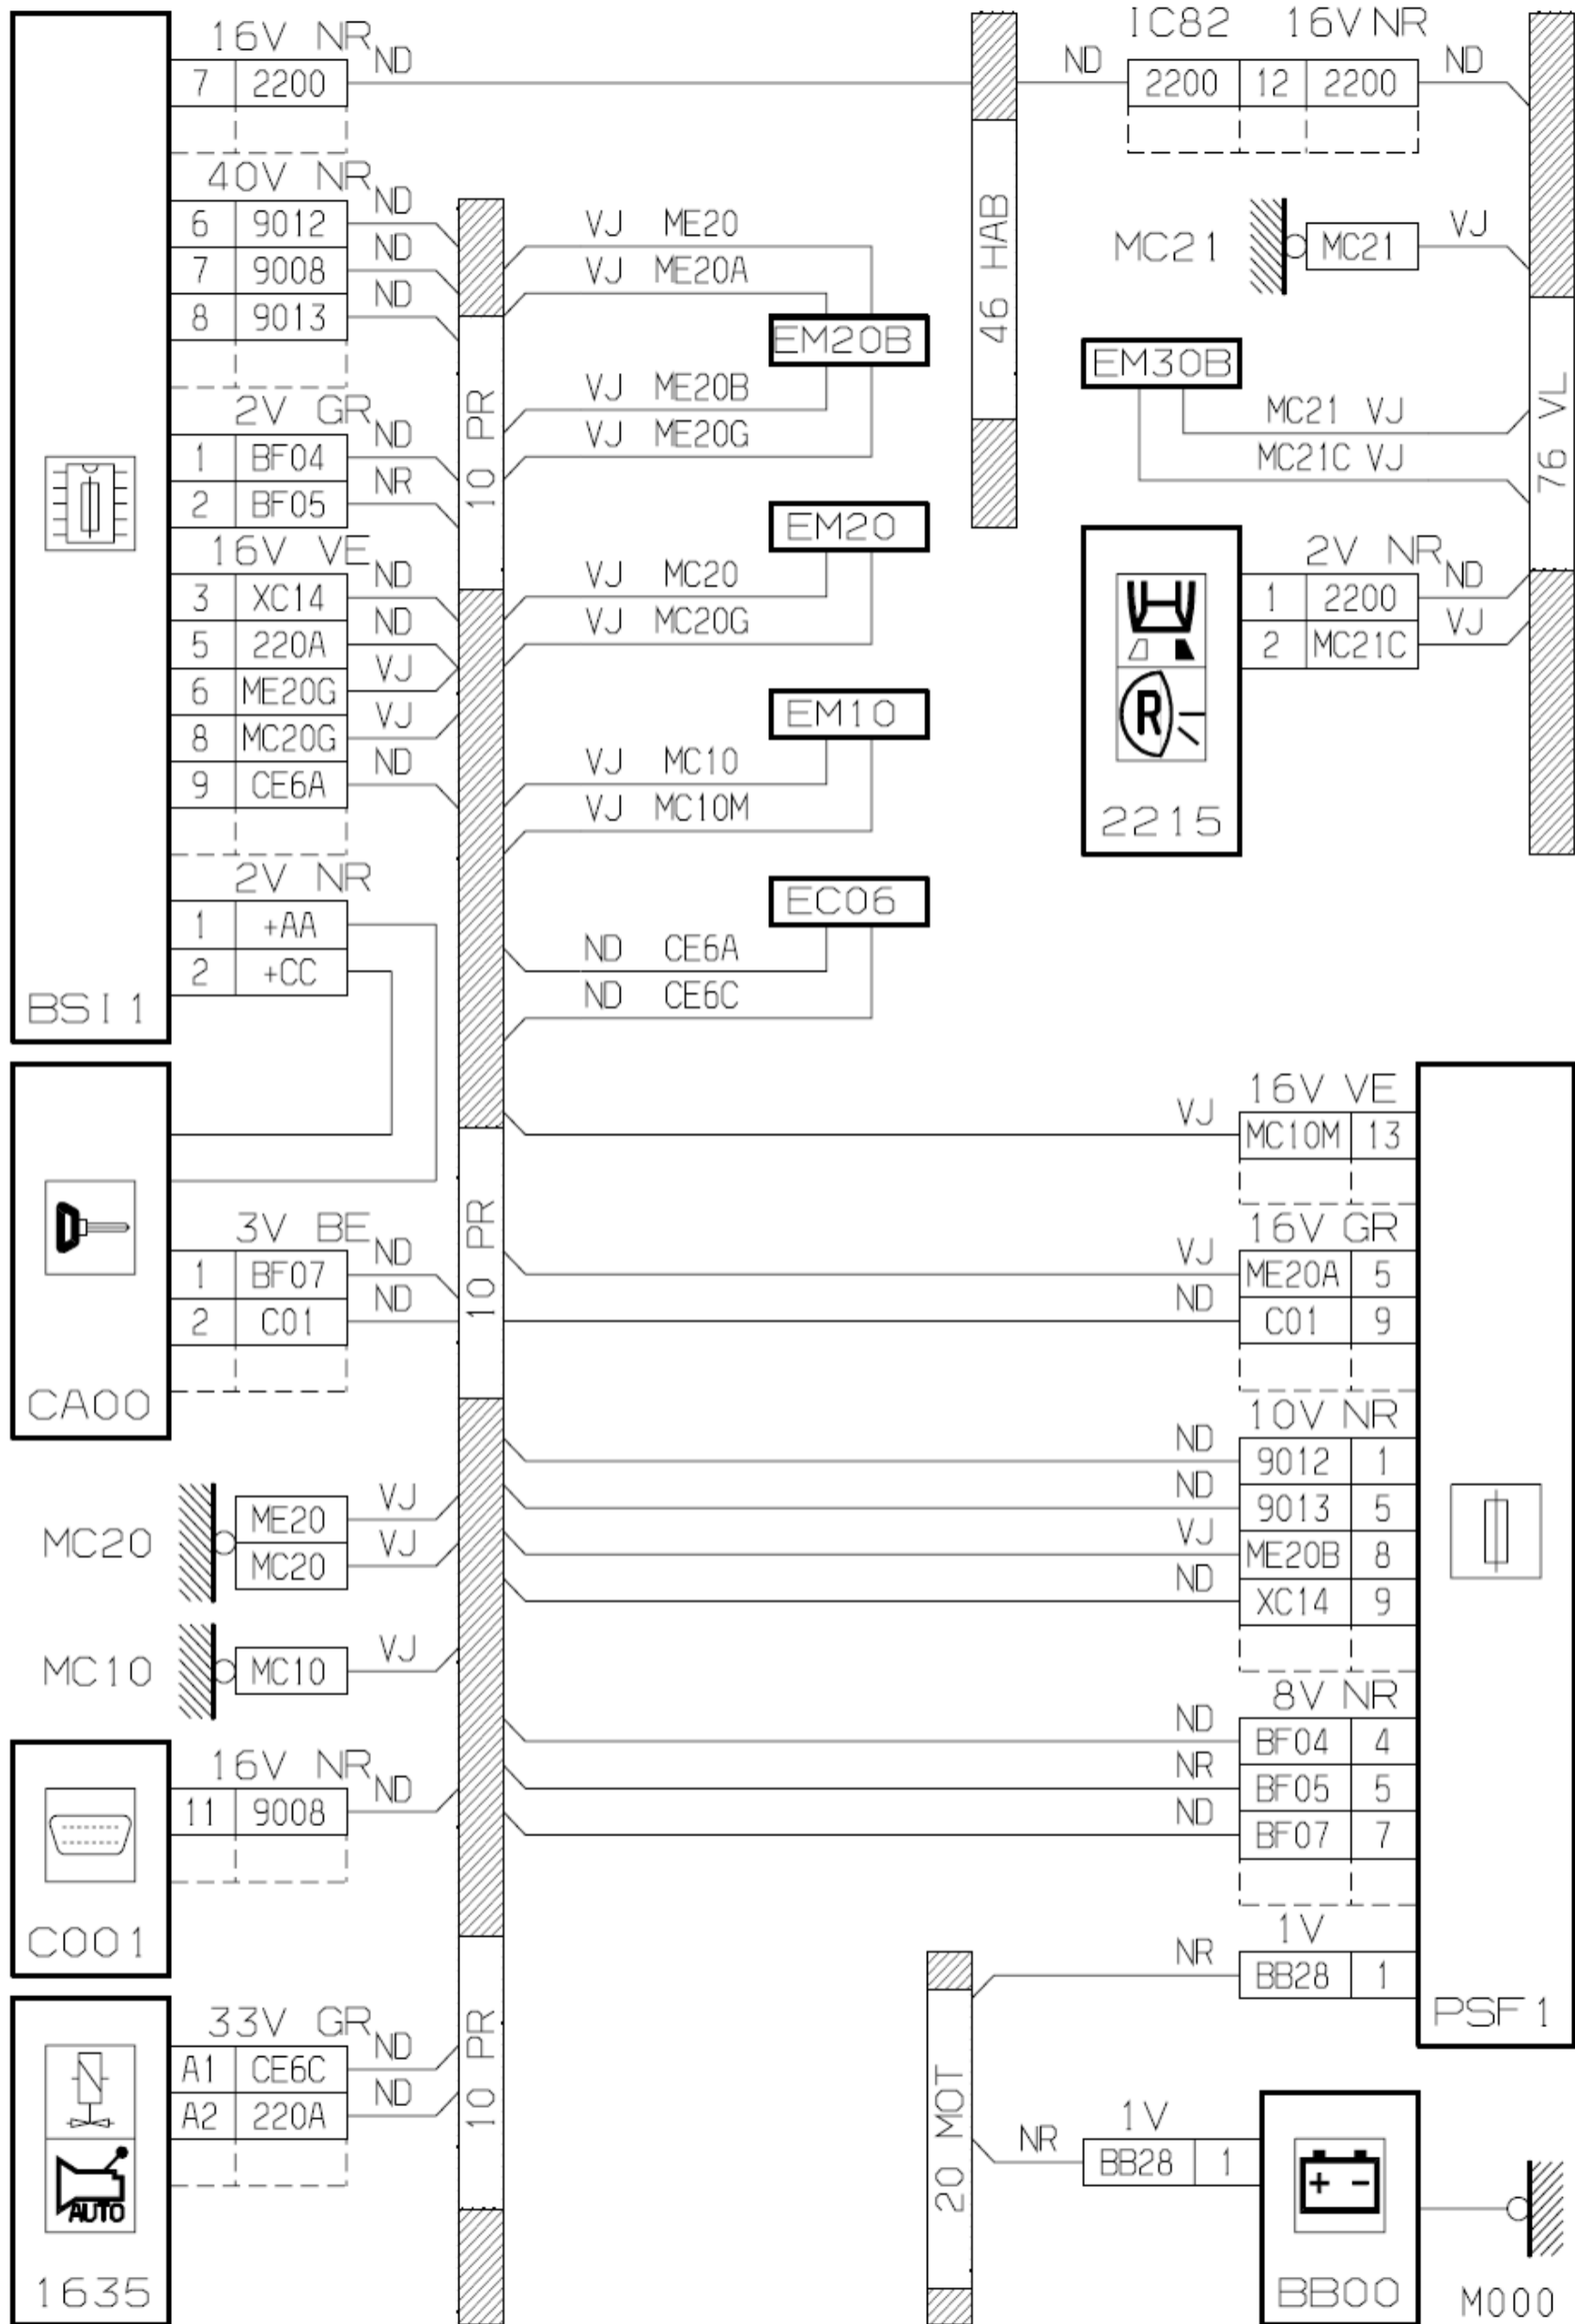 16V NR
7 2200 ND
40V NR
6 9012 ND
7 9008 ND
8 9013 ND
2V GR
1 BF04 ND
2 BF05 NR
16V VE
3 XC14 ND
5 220A ND
6 ME20G VJ
8 MC20G VJ
9 CE6A ND
2V NR
1 +AA
2 +CC
BSI1
CA00
3V BE
1 BF07 ND
2 C01 ND
MC20
ME20 VJ
MC20 VJ
MC10
MC10 VJ
C001
16V NR
11 9008 ND
1635
AUTO
33V GR
A1 CE6C ND
A2 220A ND
10 PR
10 PR
10 PR
VJ ME20
VJ ME20A
EM20B
VJ ME20B
VJ ME20G
EM20
VJ MC20
VJ MC20G
EM10
VJ MC10
VJ MC10M
EC06
ND CE6A
ND CE6C
46 HAB
IC82 16V NR
ND 2200 12 2200 ND
MC21
MC21 VJ
EM30B
MC21 VJ
MC21C VJ
76 VL
2V NR
1 2200 ND
2 MC21C VJ
R
2215
16V VE
VJ MC10M 13
16V GR
VJ ME20A 5
ND C01 9
10V NR
ND 9012 1
ND 9013 5
VJ ME20B 8
ND XC14 9
8V NR
ND BF04 4
NR BF05 5
ND BF07 7
1V
NR BB28 1
PSF1
20 MOT
1V
NR BB28 1
+ -
BB00
M000